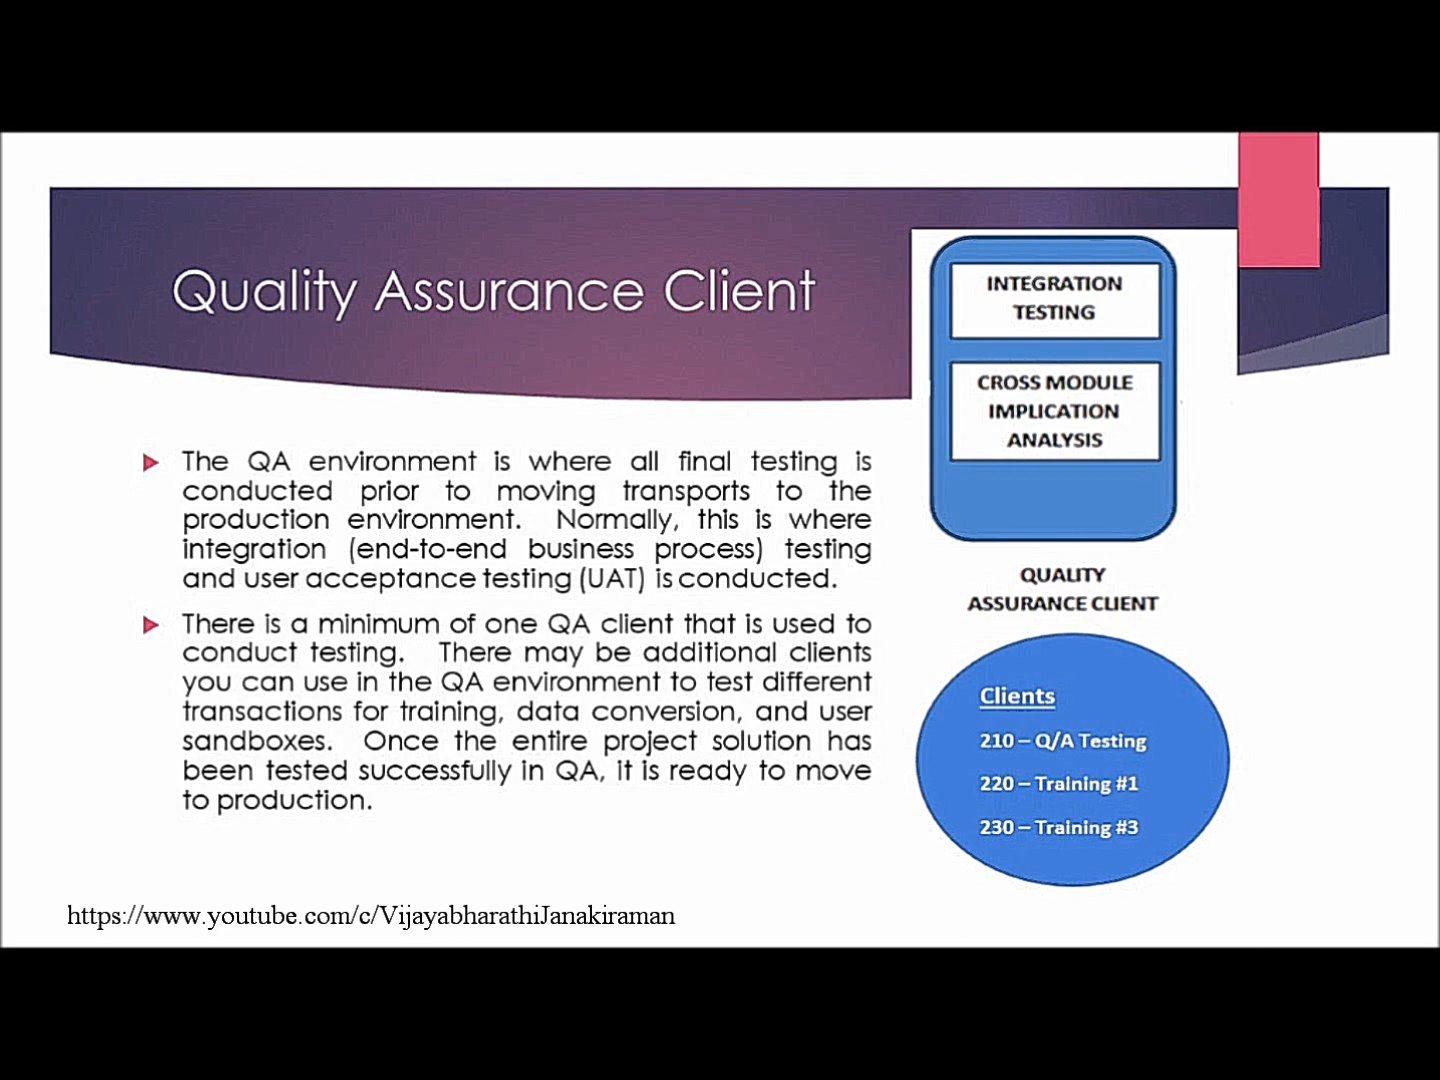 Quality Assurance Client
The QA environment is where all final testing is
conducted prior to moving transports to the
production environment. Normally, this is where
integration (end-to-end business process) testing
and user acceptance testing (UAT) is conducted.
There is a minimum of one QA client that is used to
conduct testing. There may be additional clients
you can use in the QA environment to test different
transactions for training, data conversion, and user
sandboxes. Once the entire project solution has
been tested successfully in QA, it is ready to move
to production.
INTEGRATION
TESTING
CROSS MODULE
IMPLICATION
ANALYSIS
QUALITY
ASSURANCE CLIENT
Clients
210 – Q/A Testing
220 – Training #1
230 – Training #3
https://www.youtube.com/c/VijayabharathiJanakiraman